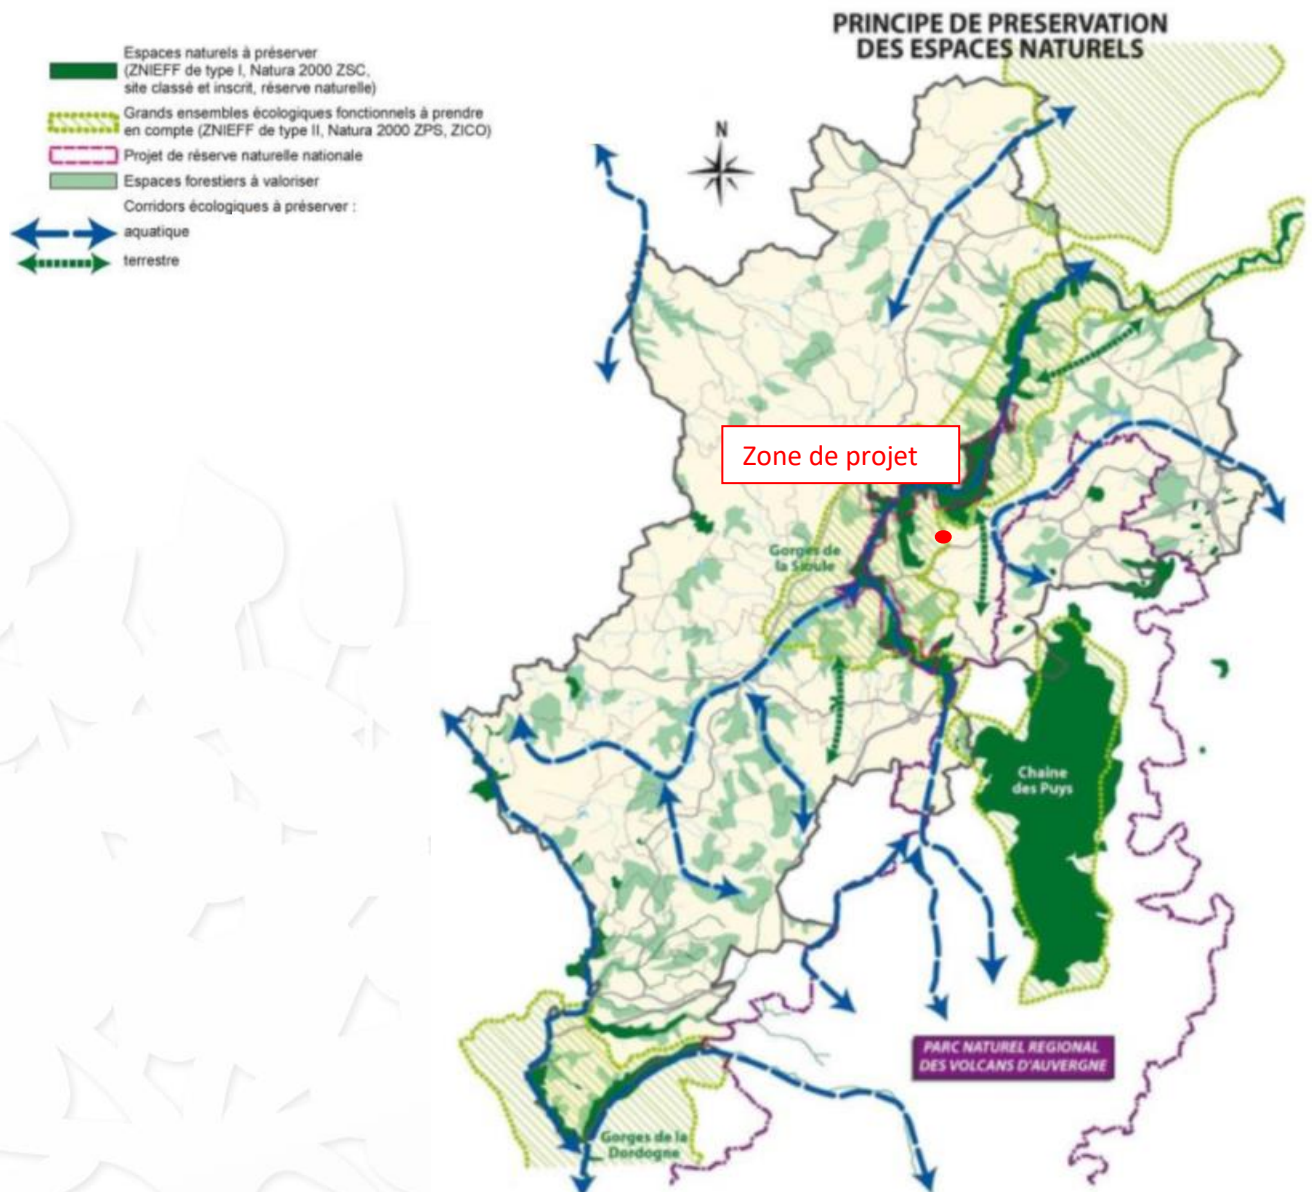 PRINCIPE DE PRESERVATION
DES ESPACES NATURELS
Espaces naturels à préserver
(ZNIEFF de type I, Natura 2000 ZSC,
site classé et inscrit, réserve naturelle)
Grands ensembles écologiques fonctionnels à prendre
en compte (ZNIEFF de type II, Natura 2000 ZPS, ZICO)
Projet de réserve naturelle nationale
Espaces forestiers à valoriser
Corridors écologiques à préserver :
aquatique
terrestre
N
Zone de projet
Gorges de
la Sioule
Chaine
des Puys
PARC NATUREL REGIONAL
DES VOLCANS D'AUVERGNE
Gorges de la
Dordogne